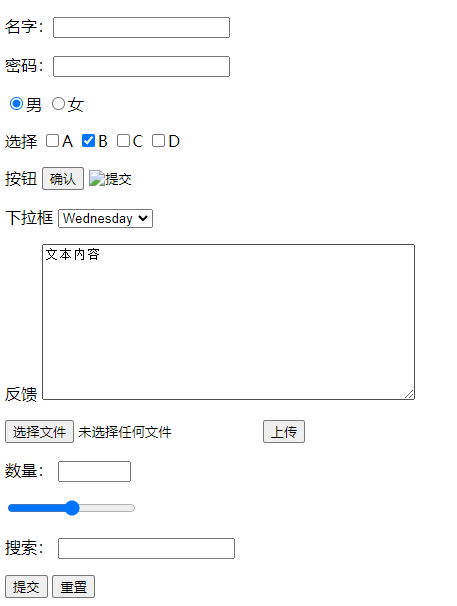 名字：
密码：
男 女
选择 A B C D
按钮 确认 提交
下拉框 Wednesday
文本内容
反馈
选择文件 未选择任何文件 上传
数量：
搜索：
提交 重置